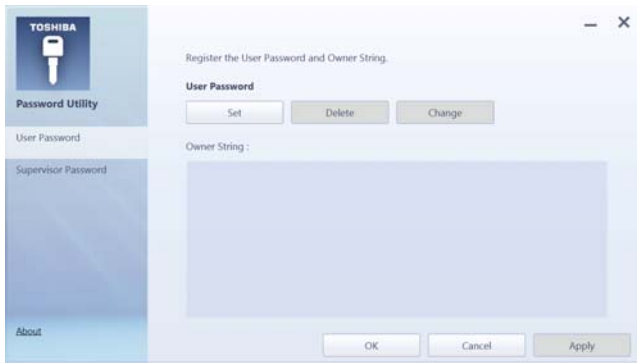 TOSHIBA
Password Utility
User Password
Supervisor Password
About
Register the User Password and Owner String.
User Password
Set Delete Change
Owner String :
OK Cancel Apply